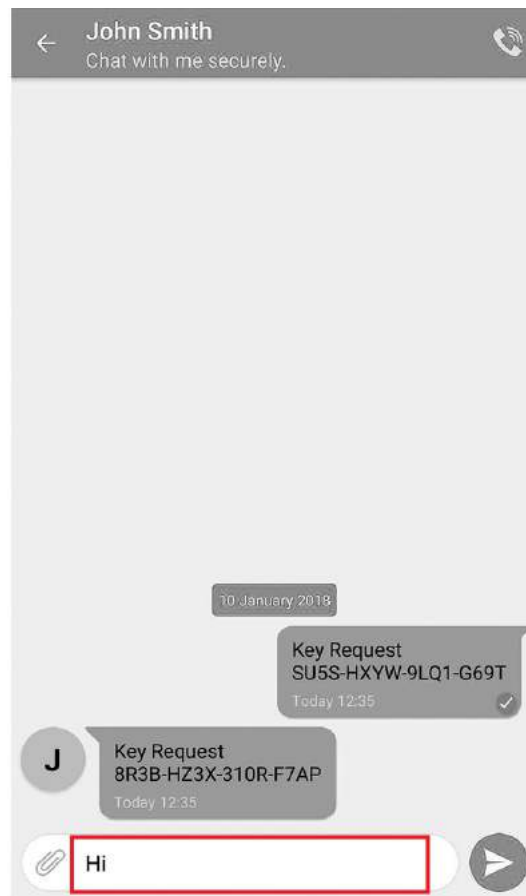 John Smith
Chat with me securely.
10 January 2018
Key Request
SU5S-HXYW-9LQ1-G69T
Today 12:35
J
Key Request
8R3B-HZ3X-310R-F7AP
Today 12:35
Hi